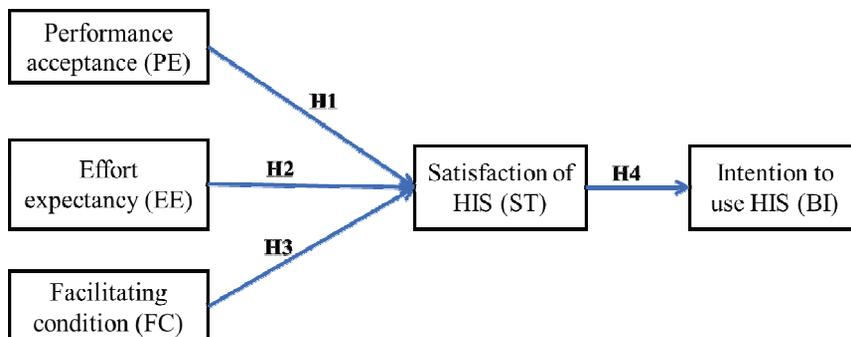 Performance
acceptance (PE)
H1
Effort
expectancy (EE)
H2
Satisfaction of
HIS (ST)
H4
Intention to
use HIS (BI)
H3
Facilitating
condition (FC)